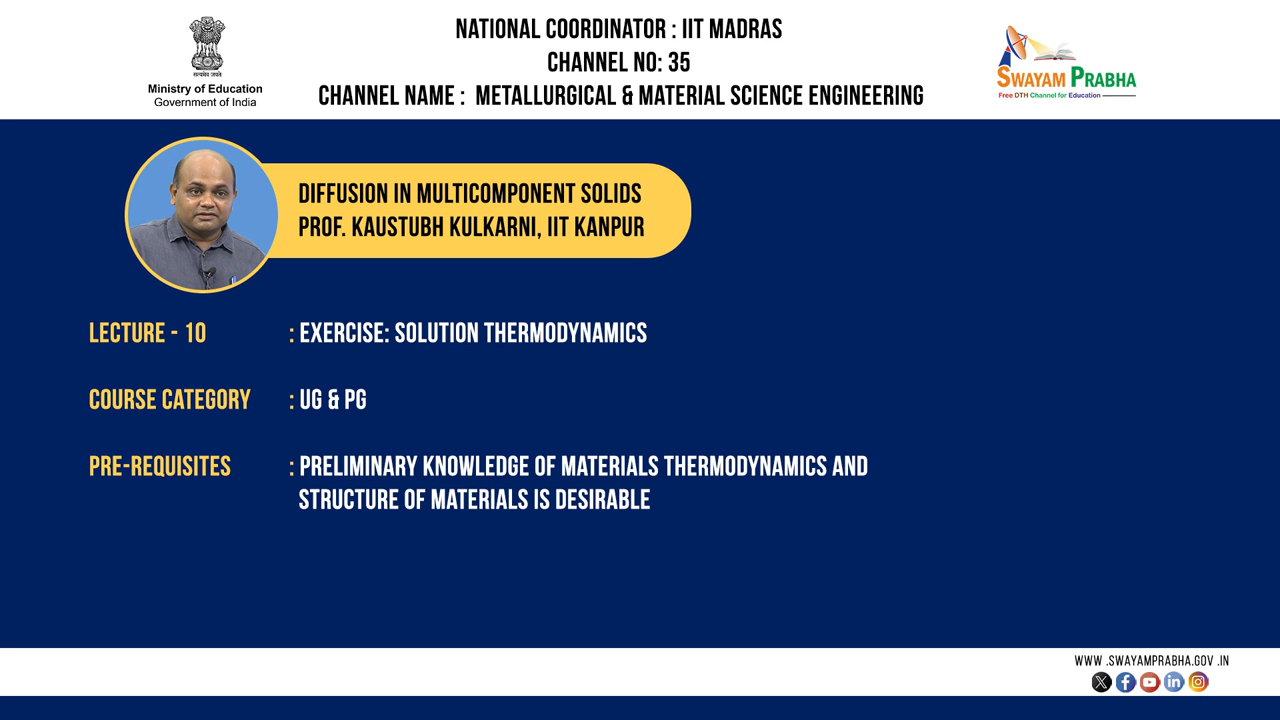 NATIONAL COORDINATOR : IIT MADRAS
CHANNEL NO: 35
CHANNEL NAME : METALLURGICAL & MATERIAL SCIENCE ENGINEERING
सत्यमेव जयते
Ministry of Education
Government of India
SWAYAM PRABHA
Free DTH Channel for Education
DIFFUSION IN MULTICOMPONENT SOLIDS
PROF. KAUSTUBH KULKARNI, IIT KANPUR
LECTURE - 10 : EXERCISE: SOLUTION THERMODYNAMICS
COURSE CATEGORY : UG & PG
PRE-REQUISITES : PRELIMINARY KNOWLEDGE OF MATERIALS THERMODYNAMICS AND
STRUCTURE OF MATERIALS IS DESIRABLE
WWW .SWAYAMPRABHA.GOV .IN